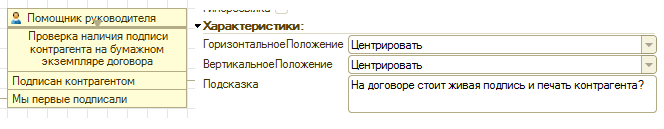 Помощник руководителя
Проверка наличия подписи
контрагента на бумажном
экземпляре договора
Подписан контрагентом
Мы первые подписали
Характеристики:
ГоризонтальноеПоложение Центрировать
ВертикальноеПоложение Центрировать
Подсказка На договоре стоит живая подпись и печать контрагента?